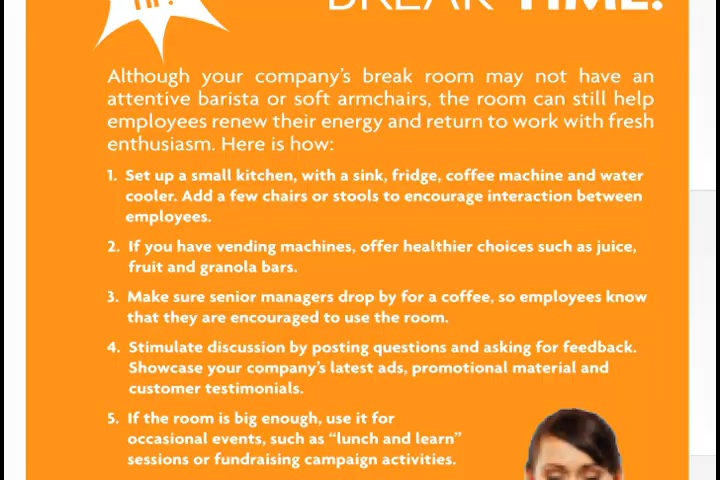 BREAK TIME.
Although your company's break room may not have an
attentive barista or soft armchairs, the room can still help
employees renew their energy and return to work with fresh
enthusiasm. Here is how:
1. Set up a small kitchen, with a sink, fridge, coffee machine and water
cooler. Add a few chairs or stools to encourage interaction between
employees.
2. If you have vending machines, offer healthier choices such as juice,
fruit and granola bars.
3. Make sure senior managers drop by for a coffee, so employees know
that they are encouraged to use the room.
4. Stimulate discussion by posting questions and asking for feedback.
Showcase your company's latest ads, promotional material and
customer testimonials.
5. If the room is big enough, use it for
occasional events, such as “lunch and learn”
sessions or fundraising campaign activities.